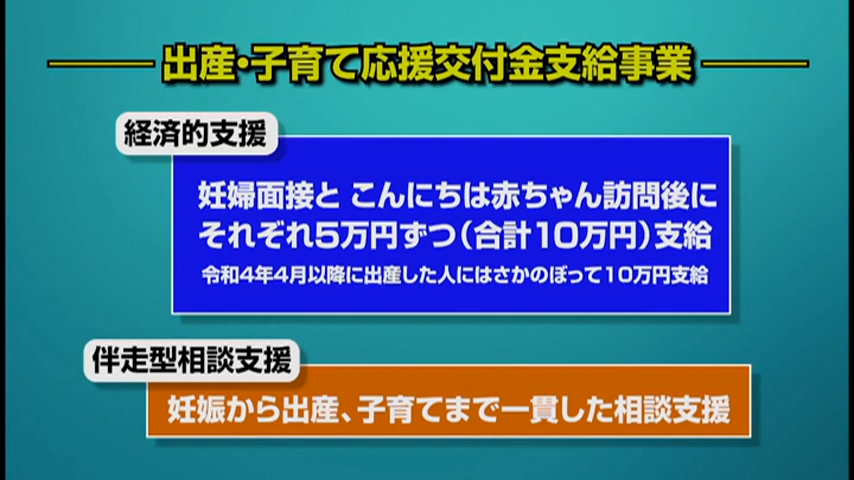 出産・子育て応援交付金支給事業
経済的支援
妊婦面接と こんにちは赤ちゃん訪問後に
それぞれ5万円ずつ（合計10万円）支給
令和4年4月以降に出産した人にはさかのぼって10万円支給
伴走型相談支援
妊娠から出産、子育てまで一貫した相談支援